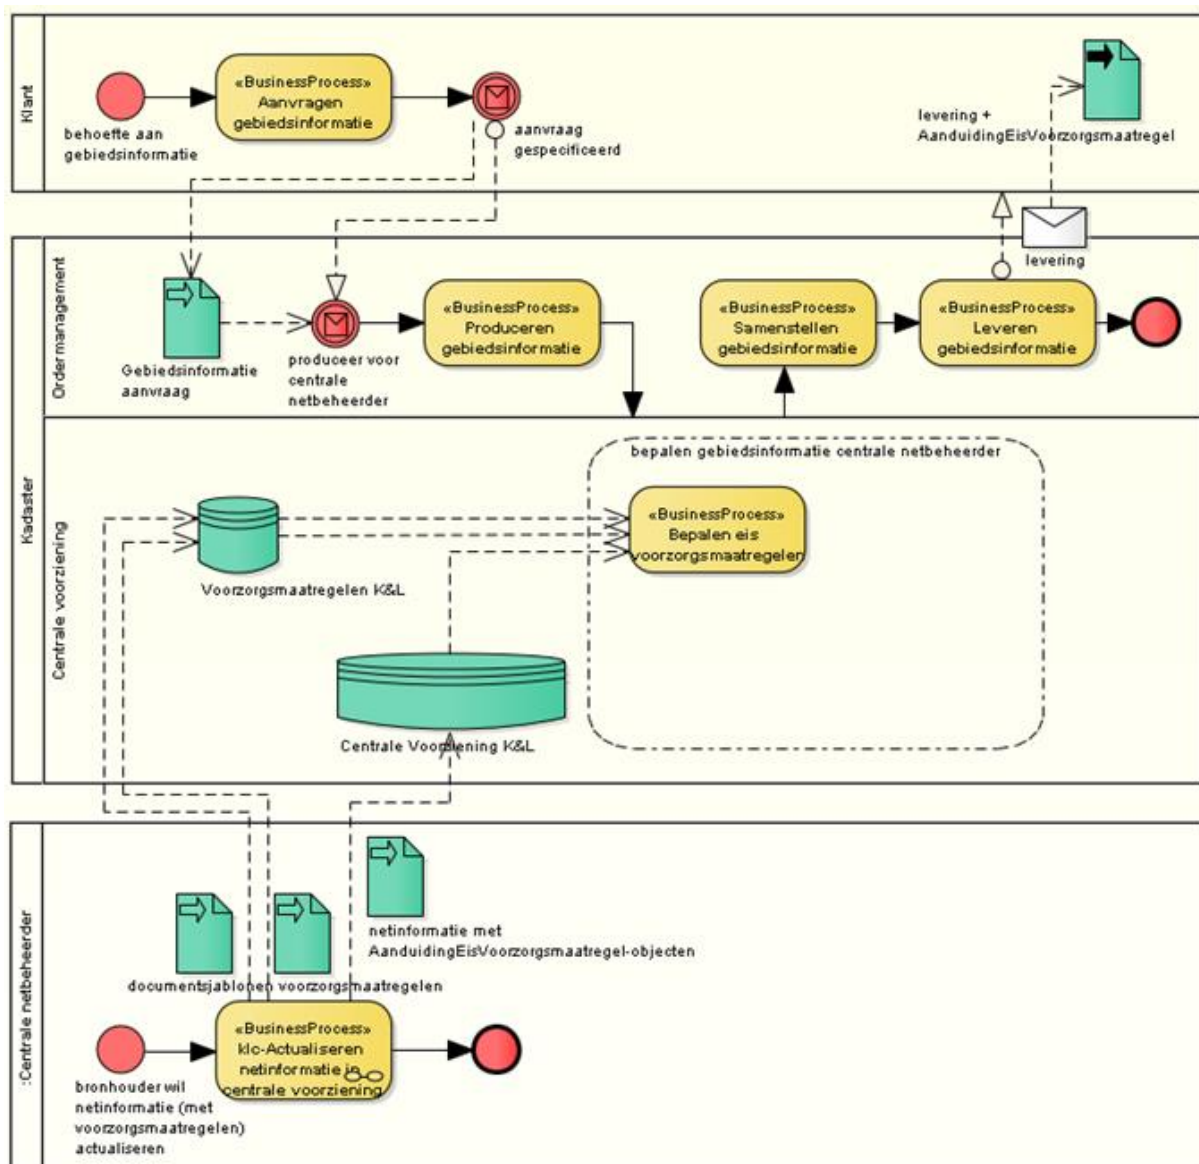 Klant
behoefte aan
gebiedsinformatie
«BusinessProcess»
Aanvragen
gebiedsinformatie
aanvraag
gespecificeerd
levering +
AanduidingEisVoorzorgsmaatregel
levering
Kadaster
Ordermanagement
Gebiedsinformatie
aanvraag
produceer voor
centrale
netbeheerder
«BusinessProcess»
Produceren
gebiedsinformatie
«BusinessProcess»
Samenstellen
gebiedsinformatie
«BusinessProcess»
Leveren
gebiedsinformatie
Centrale voorziening
bepalen gebiedsinformatie centrale netbeheerder
«BusinessProcess»
Bepalen eis
voorzorgsmaatregelen
Voorzorgsmaatregelen K&L
Centrale Voorziening K&L
:Centrale netbeheerder
netinformatie met
AanduidingEisVoorzorgsmaatregel-objecten
documentsjablonen voorzorgsmaatregelen
«BusinessProcess»
klc-Actualiseren
netinformatie in
centrale voorziening
bronhouder wil
netinformatie (met
voorzorgsmaatregelen)
actualiseren